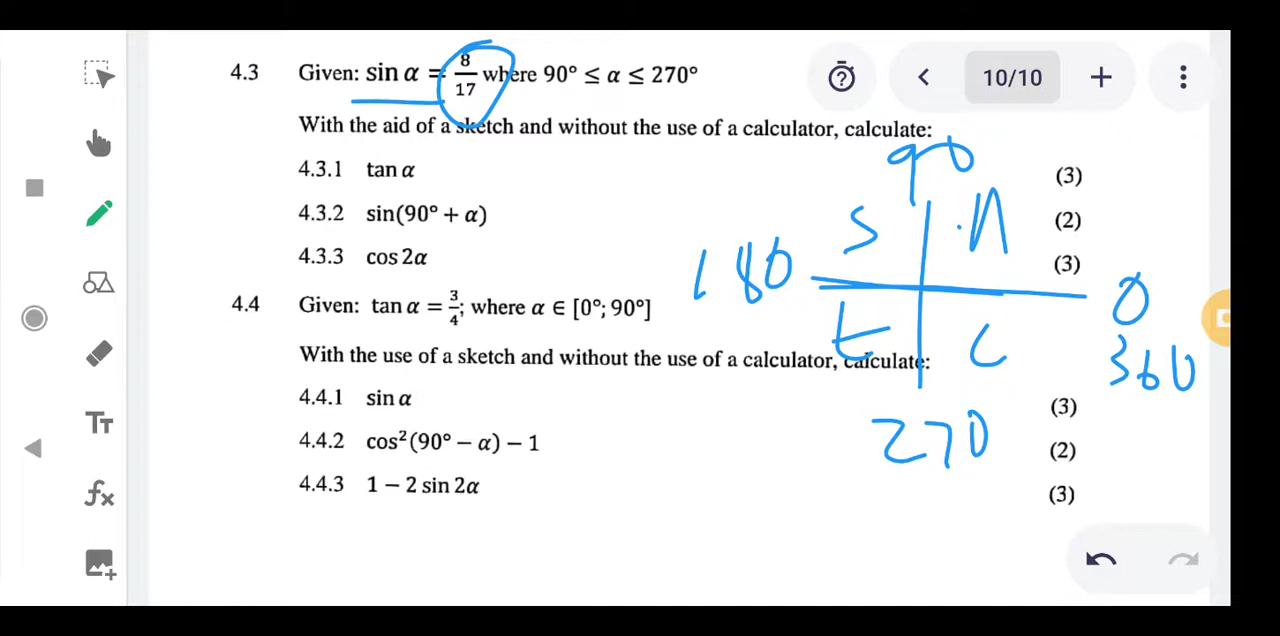 4.3 Given: sin α = 8/17 where 90° ≤ α ≤ 270°
10/10
With the aid of a sketch and without the use of a calculator, calculate:
90
4.3.1 tan α (3)
4.3.2 sin(90° + α) (2)
S A
4.3.3 cos 2α (3)
180
0
360
4.4 Given: tan α = 3/4; where α ∈ [0°; 90°]
t C
With the use of a sketch and without the use of a calculator, calculate:
4.4.1 sin α (3)
270
4.4.2 cos²(90° − α) − 1 (2)
4.4.3 1 − 2 sin 2α (3)
Tт
fx